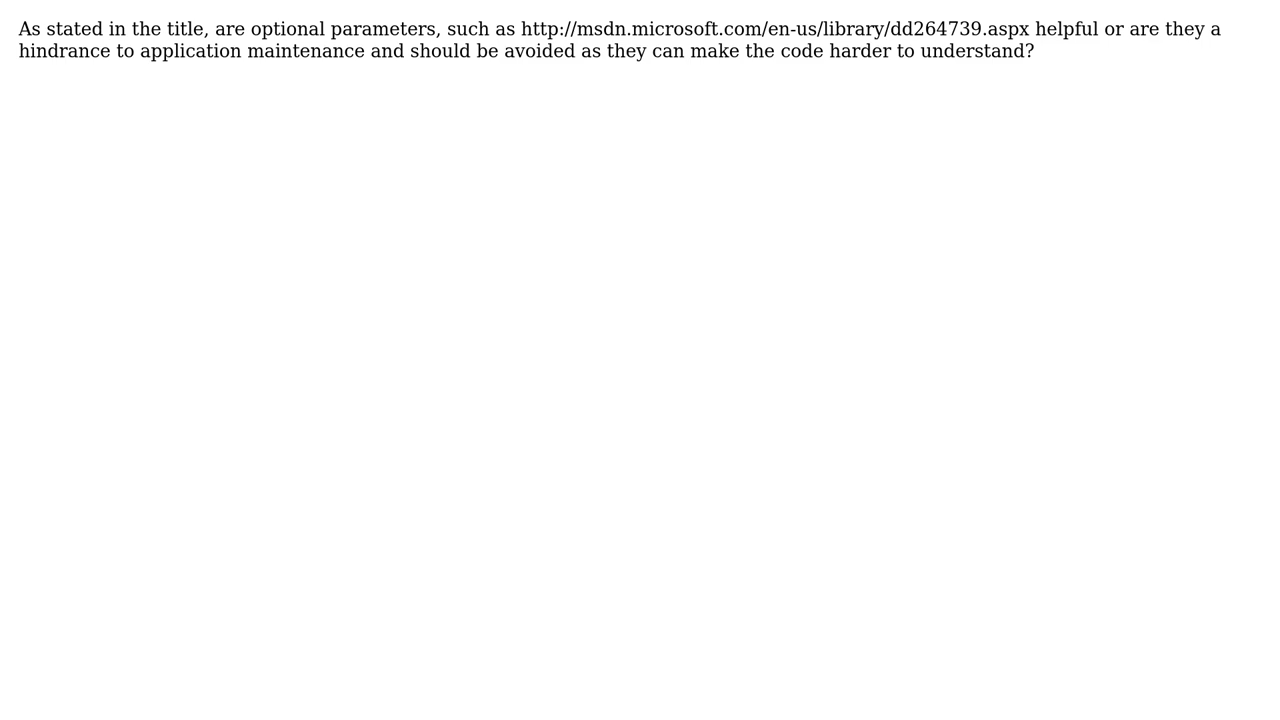 As stated in the title, are optional parameters, such as http://msdn.microsoft.com/en-us/library/dd264739.aspx helpful or are they a
hindrance to application maintenance and should be avoided as they can make the code harder to understand?